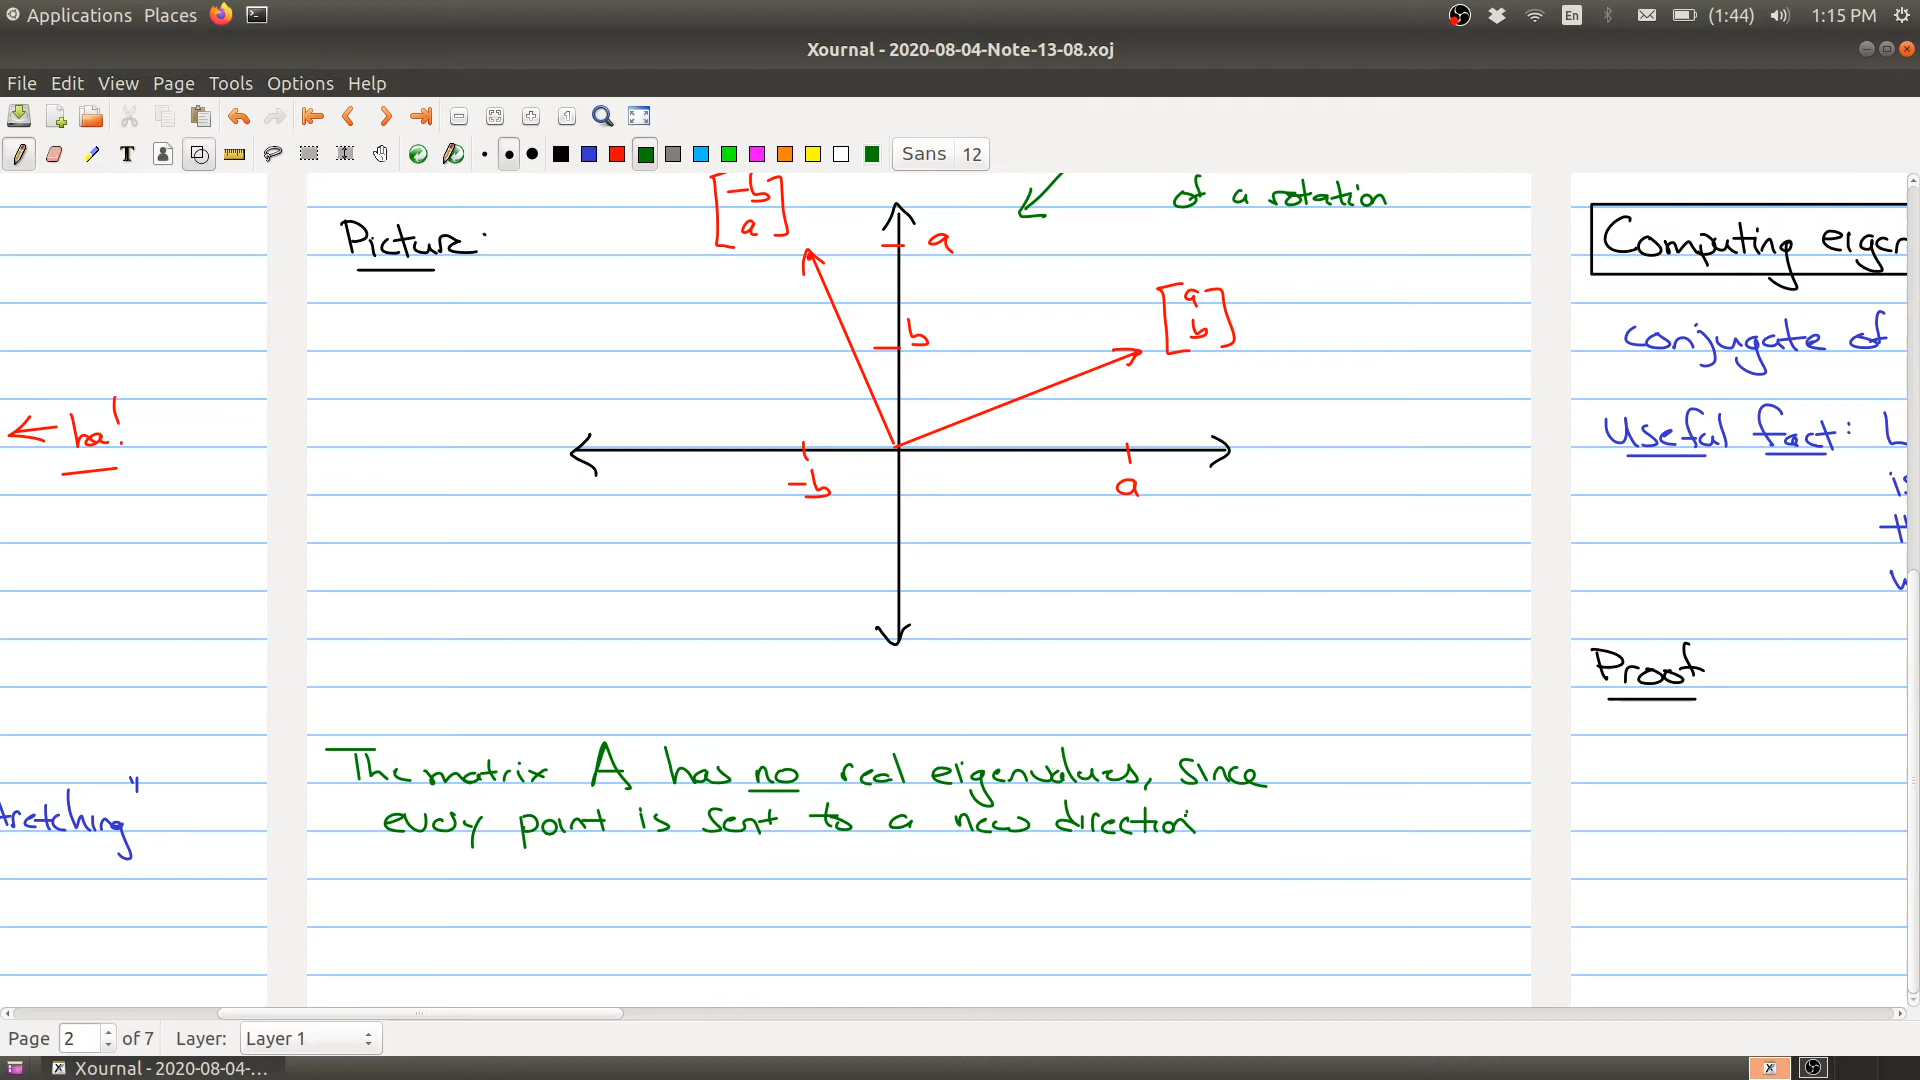 Applications Places
En (1:44) 1:15 PM
Xournal - 2020-08-04-Note-13-08.xoj
File Edit View Page Tools Options Help
T Sans 12
[-b
a]
of a rotation
Picture:
a
b
[a
b]
-b
a
ha!
Computing eigen
conjugate of
Useful fact: L
is
th
w
Proof
tretching"
The matrix A has no real eigenvalues, since
every point is sent to a new direction
Page 2 of 7 Layer: Layer 1
Xournal - 2020-08-04-...